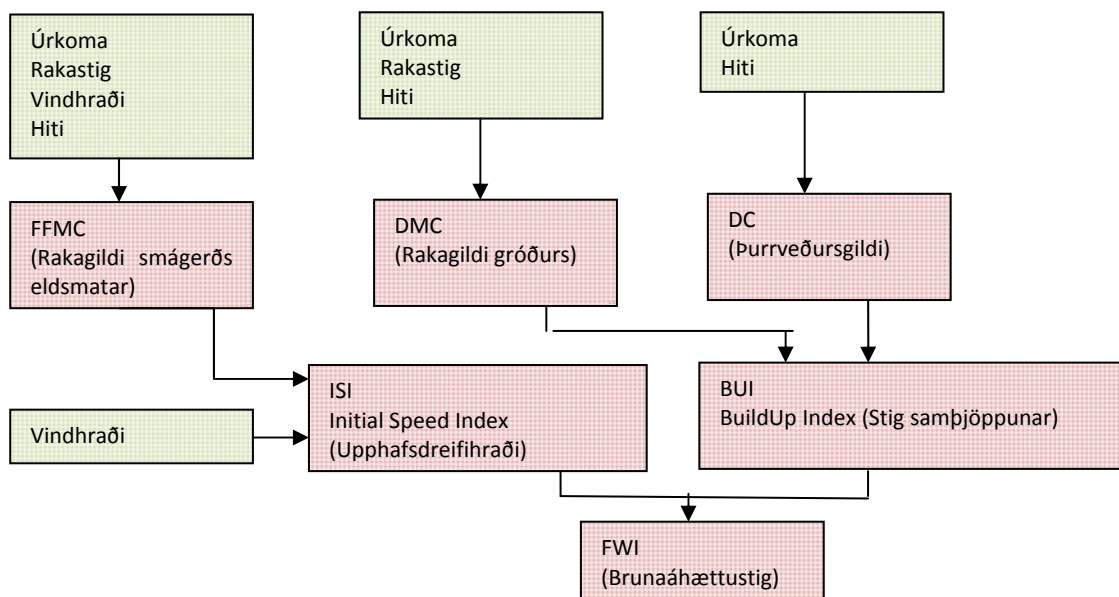 Úrkoma
Rakastig
Vindhraði
Hiti
Úrkoma
Rakastig
Hiti
Úrkoma
Hiti
FFMC
(Rakagildi smágerðs
eldsmatar)
DMC
(Rakagildi gróðurs)
DC
(Þurrveðursgildi)
Vindhraði
ISI
Initial Speed Index
(Upphafsdreifihraði)
BUI
BuildUp Index (Stig samþjöppunar)
FWI
(Brunaáhættustig)